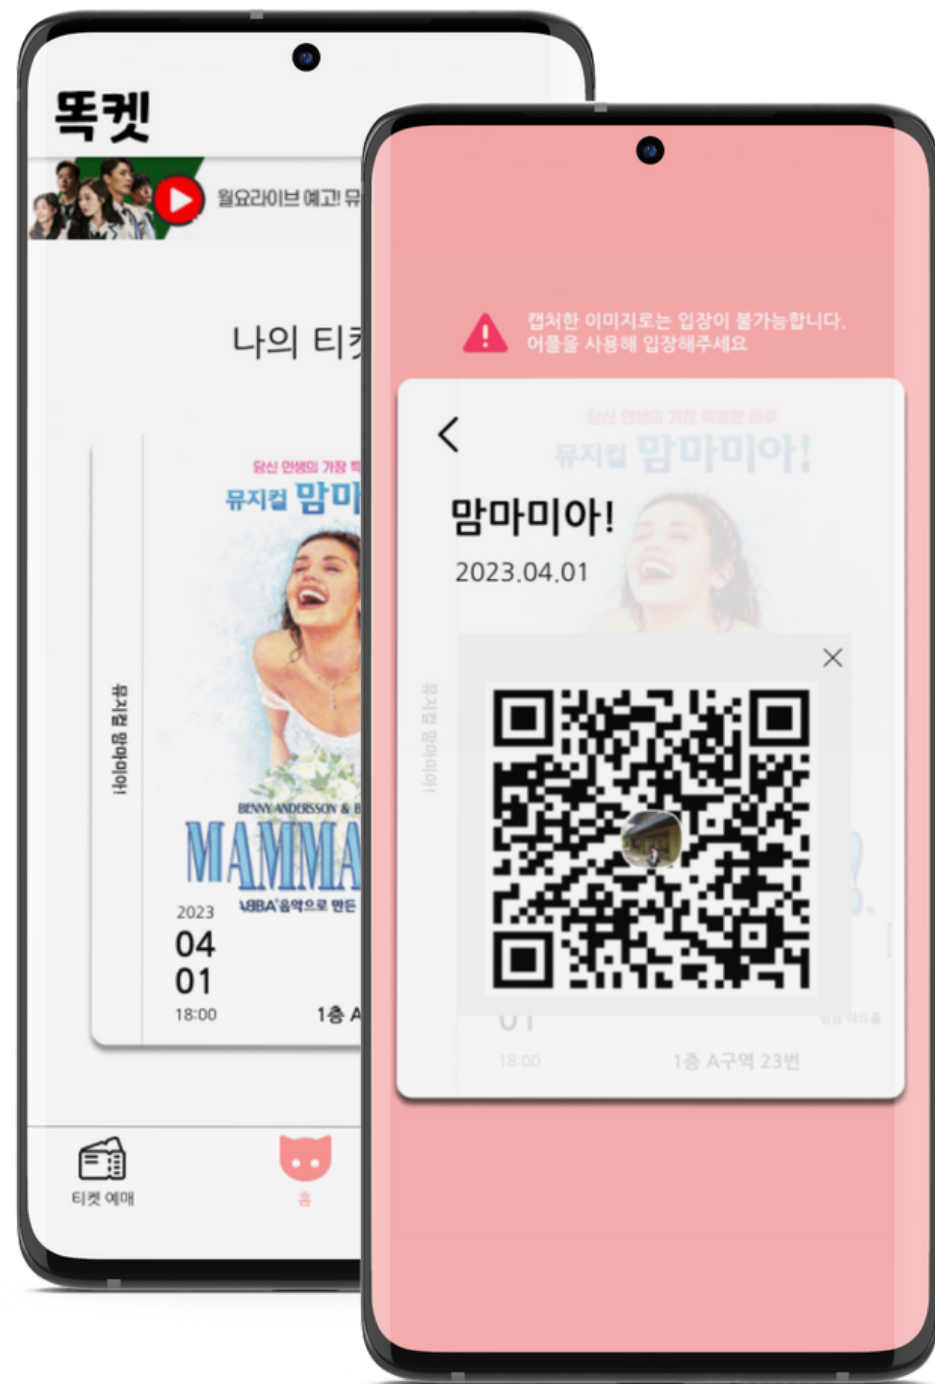 똑켓
월요라이브 예고! 뮤
나의 티켓
당신 인생의 가장 특
뮤지컬 맘마
뮤지컬 맘마미아!
BENNY ANDERSSON & B
MAMMA
ABBA 음악으로 만든
2023
04
01
18:00
1층 A
티켓 예매
홈
캡처한 이미지로는 입장이 불가능합니다.
어플을 사용해 입장해주세요
당신 인생의 가장 특별한 하루
뮤지컬 맘마미아!
맘마미아!
2023.04.01
뮤지컬 맘마미아!
01
18:00
1층 A구역 23번